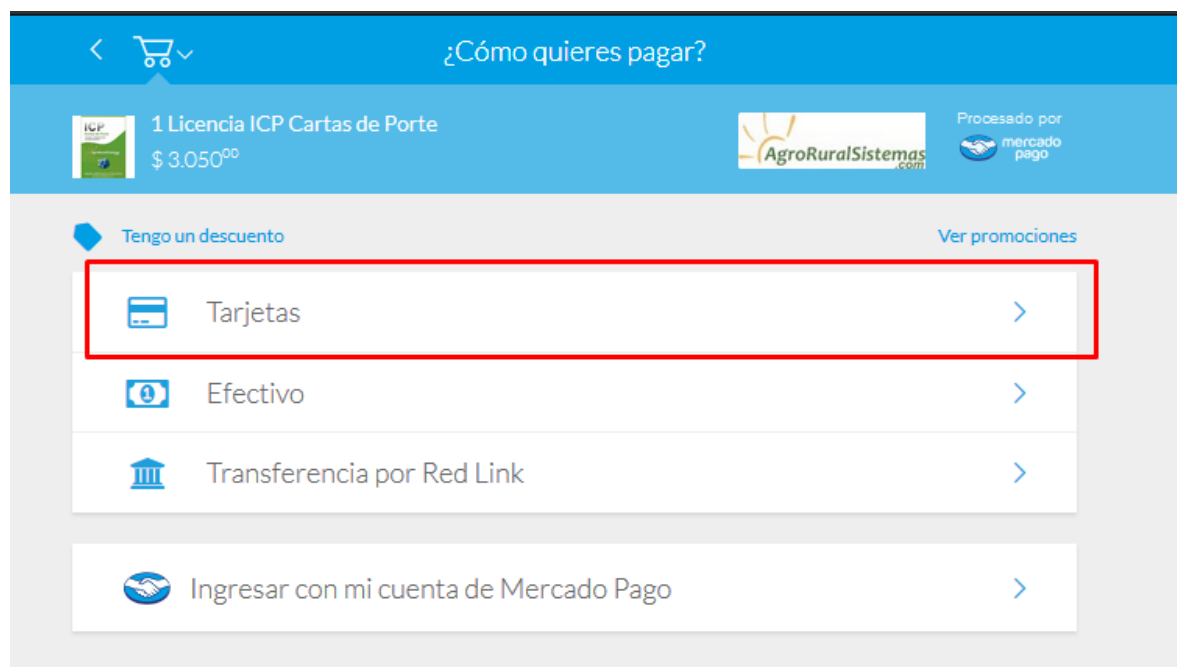 ¿Cómo quieres pagar?
ICP
1 Licencia ICP Cartas de Porte
$ 3.050⁰⁰
AgroRuralSistemas
.com
Procesado por
mercado
pago
Tengo un descuento
Ver promociones
Tarjetas
Efectivo
Transferencia por Red Link
Ingresar con mi cuenta de Mercado Pago